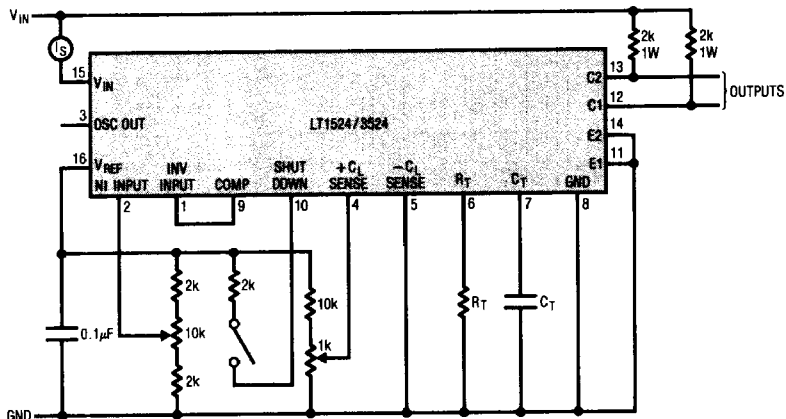 VIN
IS
2k
1W
2k
1W
15
VIN
13
C2
OUTPUTS
3
OSC OUT
LT1524/3524
12
C1
14
E2
16
VREF
11
E1
NI INPUT
INV
INPUT
COMP
SHUT
DOWN
+CL
SENSE
−CL
SENSE
RT
CT
GND
2
1
9
10
4
5
6
7
8
2k
2k
10k
0.1µF
10k
1k
RT
CT
2k
GND